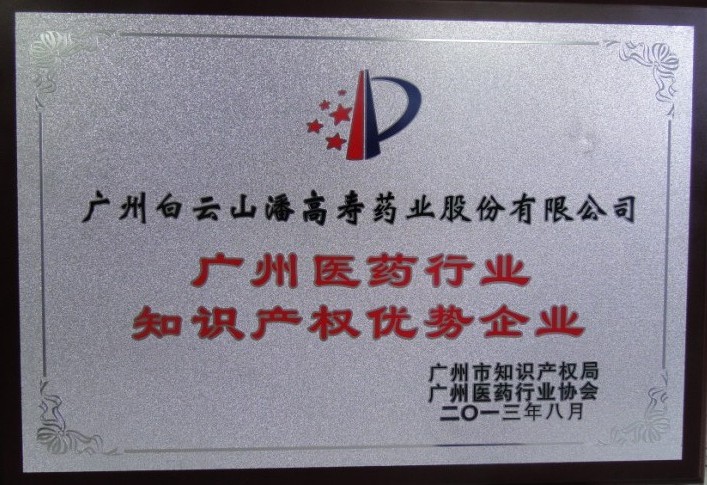 广州白云山潘高寿药业股份有限公司
广州医药行业
知识产权优势企业
广州市知识产权局
广州医药行业协会
二〇一三年八月